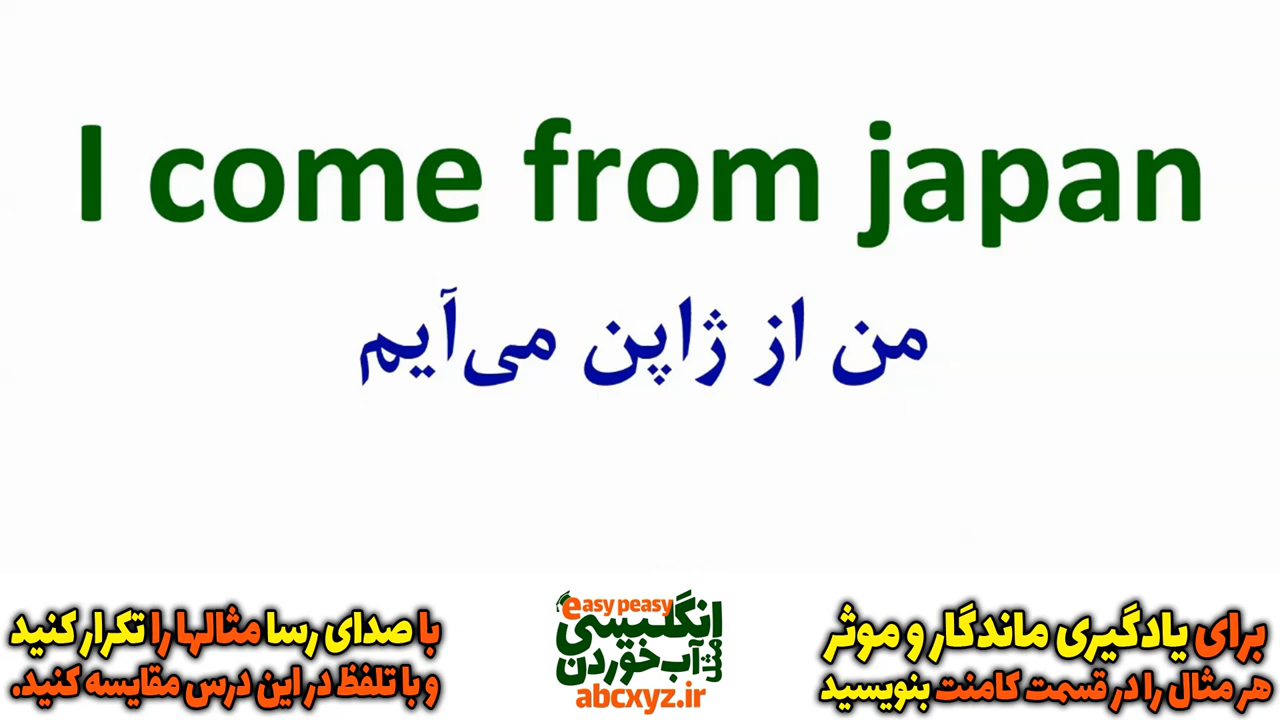 I come from japan
من از ژاپن می‌آیم
برای یادگیری ماندگار و موثر
هر مثال را در قسمت کامنت بنویسید
easy peasy
انگلیسی
مثل
آب خوردن
abcxyz.ir
با صدای رسا مثالها را تکرار کنید
و با تلفظ در این درس مقایسه کنید.